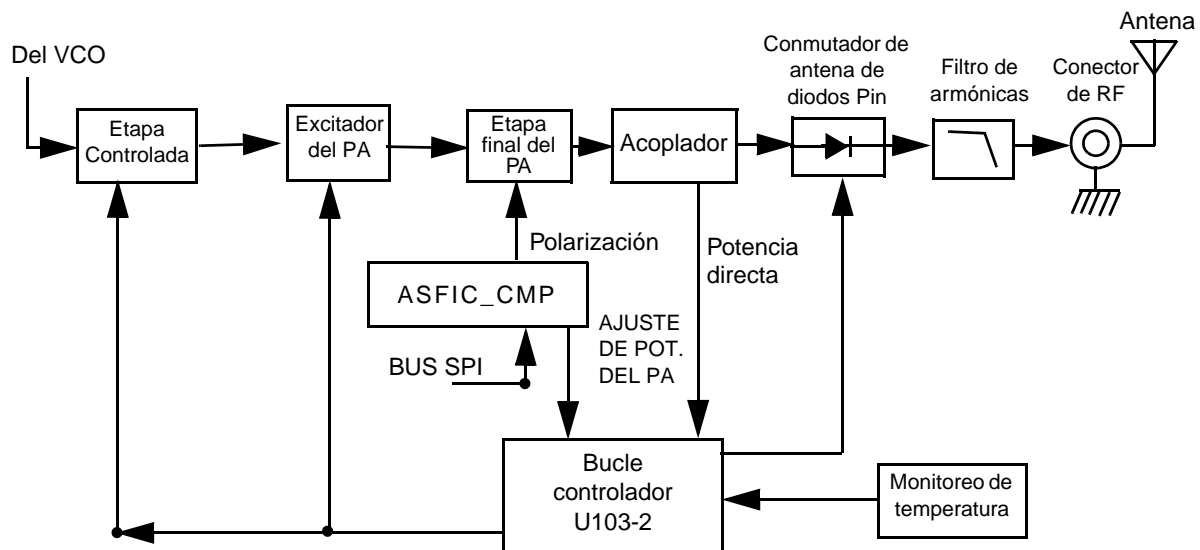 Antena
Del VCO
Conmutador de
antena de
diodos Pin
Filtro de
armónicas
Conector
de RF
Etapa
Controlada
Excitador
del PA
Etapa
final del
PA
Acoplador
Polarización
Potencia
directa
ASFIC_CMP
AJUSTE
DE POT.
DEL PA
BUS SPI
Bucle
controlador
U103-2
Monitoreo de
temperatura